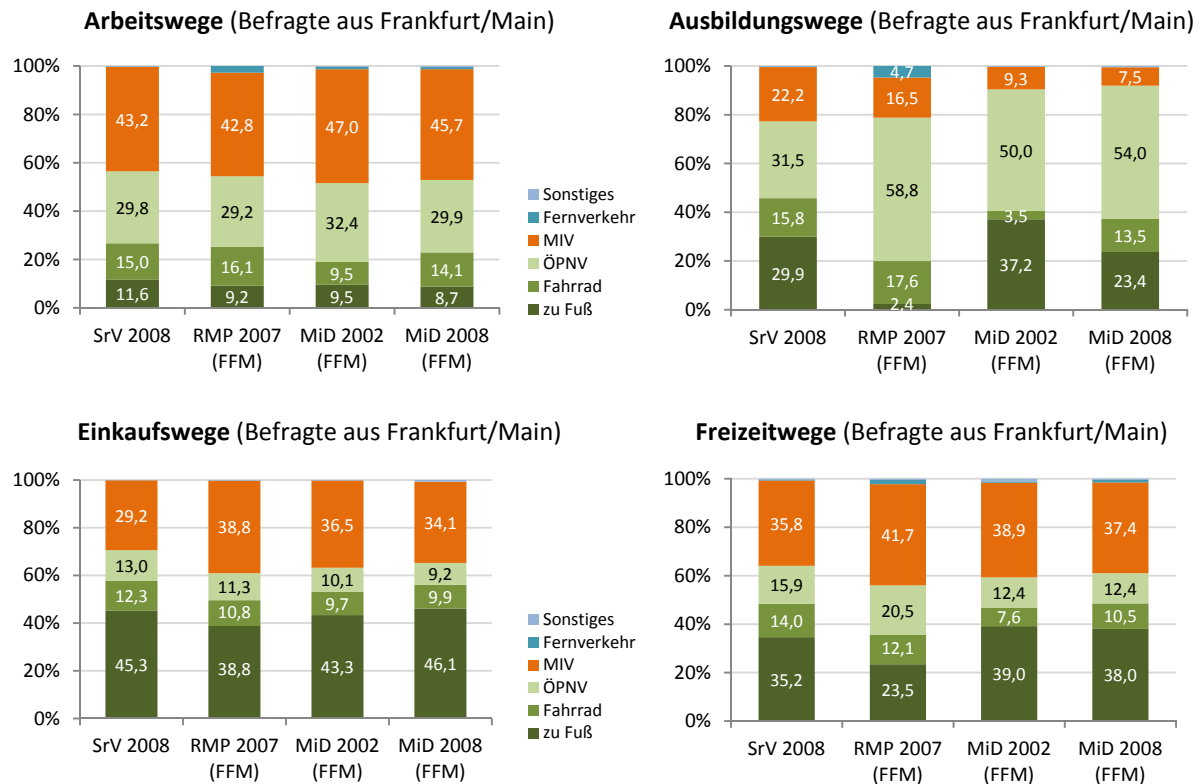 Arbeitswege (Befragte aus Frankfurt/Main)
100%
80%
60%
40%
20%
0%
43,2
42,8
47,0
45,7
29,8
29,2
32,4
29,9
15,0
16,1
9,5
14,1
11,6
9,2
9,5
8,7
SrV 2008
RMP 2007
(FFM)
MiD 2002
(FFM)
MiD 2008
(FFM)
Sonstiges
Fernverkehr
MIV
ÖPNV
Fahrrad
zu Fuß
Ausbildungswege (Befragte aus Frankfurt/Main)
100%
80%
60%
40%
20%
0%
4,7
22,2
16,5
9,3
7,5
31,5
58,8
50,0
54,0
15,8
17,6
3,5
13,5
29,9
2,4
37,2
23,4
SrV 2008
RMP 2007
(FFM)
MiD 2002
(FFM)
MiD 2008
(FFM)
Einkaufswege (Befragte aus Frankfurt/Main)
100%
80%
60%
40%
20%
0%
29,2
38,8
36,5
34,1
13,0
11,3
10,1
9,2
12,3
10,8
9,7
9,9
45,3
38,8
43,3
46,1
SrV 2008
RMP 2007
(FFM)
MiD 2002
(FFM)
MiD 2008
(FFM)
Sonstiges
Fernverkehr
MIV
ÖPNV
Fahrrad
zu Fuß
Freizeitwege (Befragte aus Frankfurt/Main)
100%
80%
60%
40%
20%
0%
35,8
41,7
38,9
37,4
15,9
20,5
12,4
12,4
14,0
12,1
7,6
10,5
35,2
23,5
39,0
38,0
SrV 2008
RMP 2007
(FFM)
MiD 2002
(FFM)
MiD 2008
(FFM)